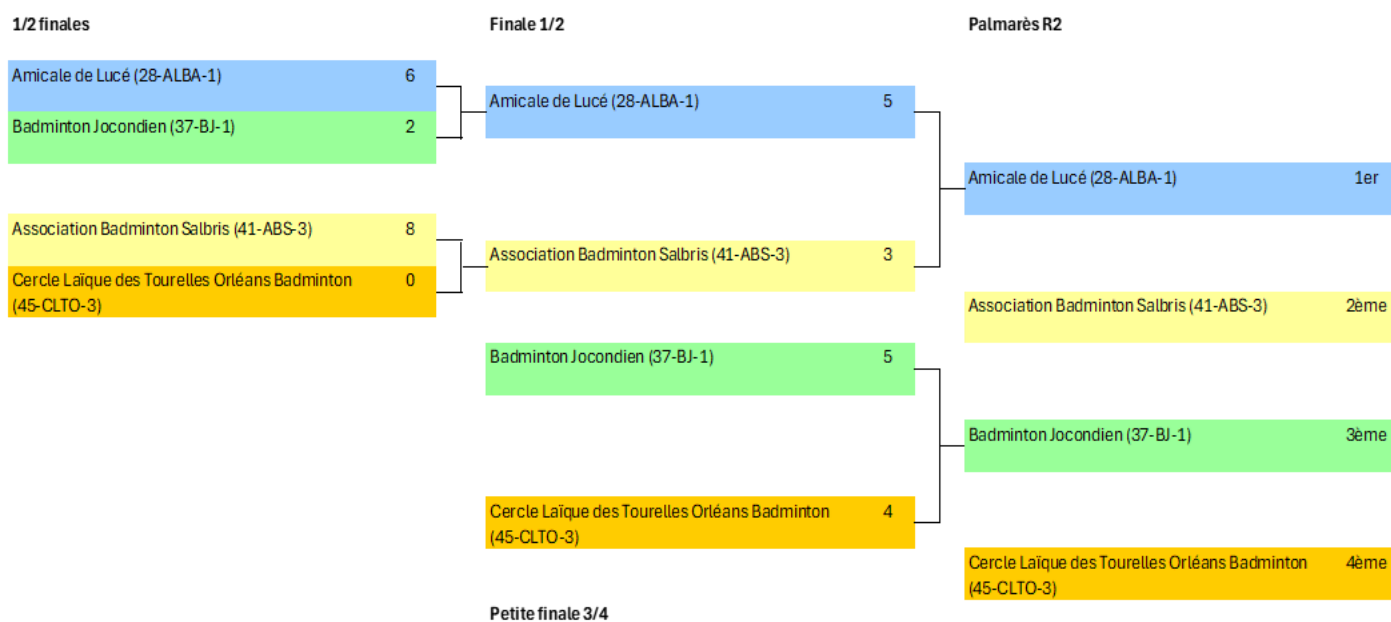 1/2 finales
Amicale de Lucé (28-ALBA-1) 6
Badminton Jocondien (37-BJ-1) 2
Association Badminton Salbris (41-ABS-3) 8
Cercle Laïque des Tourelles Orléans Badminton 0
(45-CLTO-3)
Finale 1/2
Amicale de Lucé (28-ALBA-1) 5
Association Badminton Salbris (41-ABS-3) 3
Badminton Jocondien (37-BJ-1) 5
Cercle Laïque des Tourelles Orléans Badminton 4
(45-CLTO-3)
Petite finale 3/4
Palmarès R2
Amicale de Lucé (28-ALBA-1) 1er
Association Badminton Salbris (41-ABS-3) 2ème
Badminton Jocondien (37-BJ-1) 3ème
Cercle Laïque des Tourelles Orléans Badminton 4ème
(45-CLTO-3)